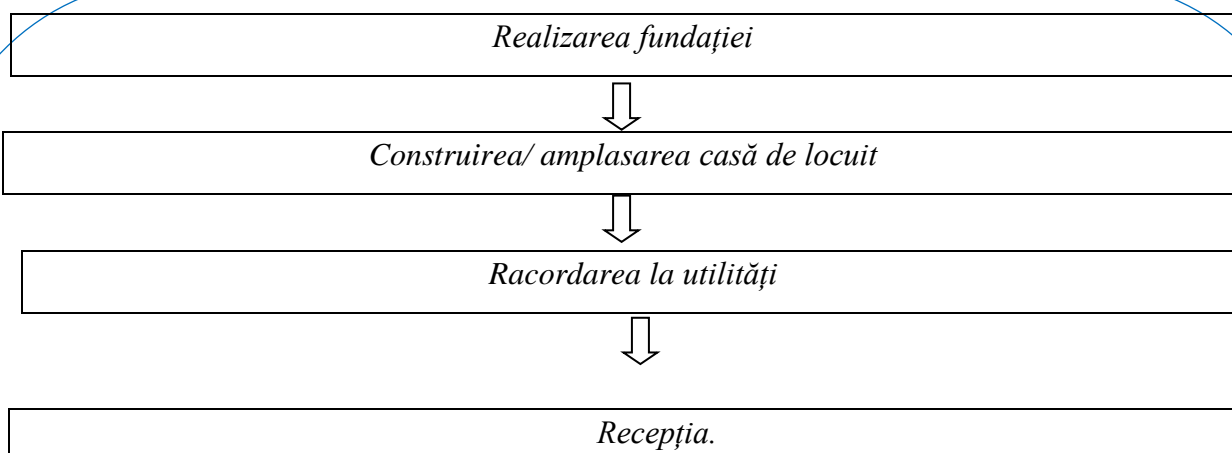 Realizarea fundației
Construirea/ amplasarea casă de locuit
Racordarea la utilități
Recepția.